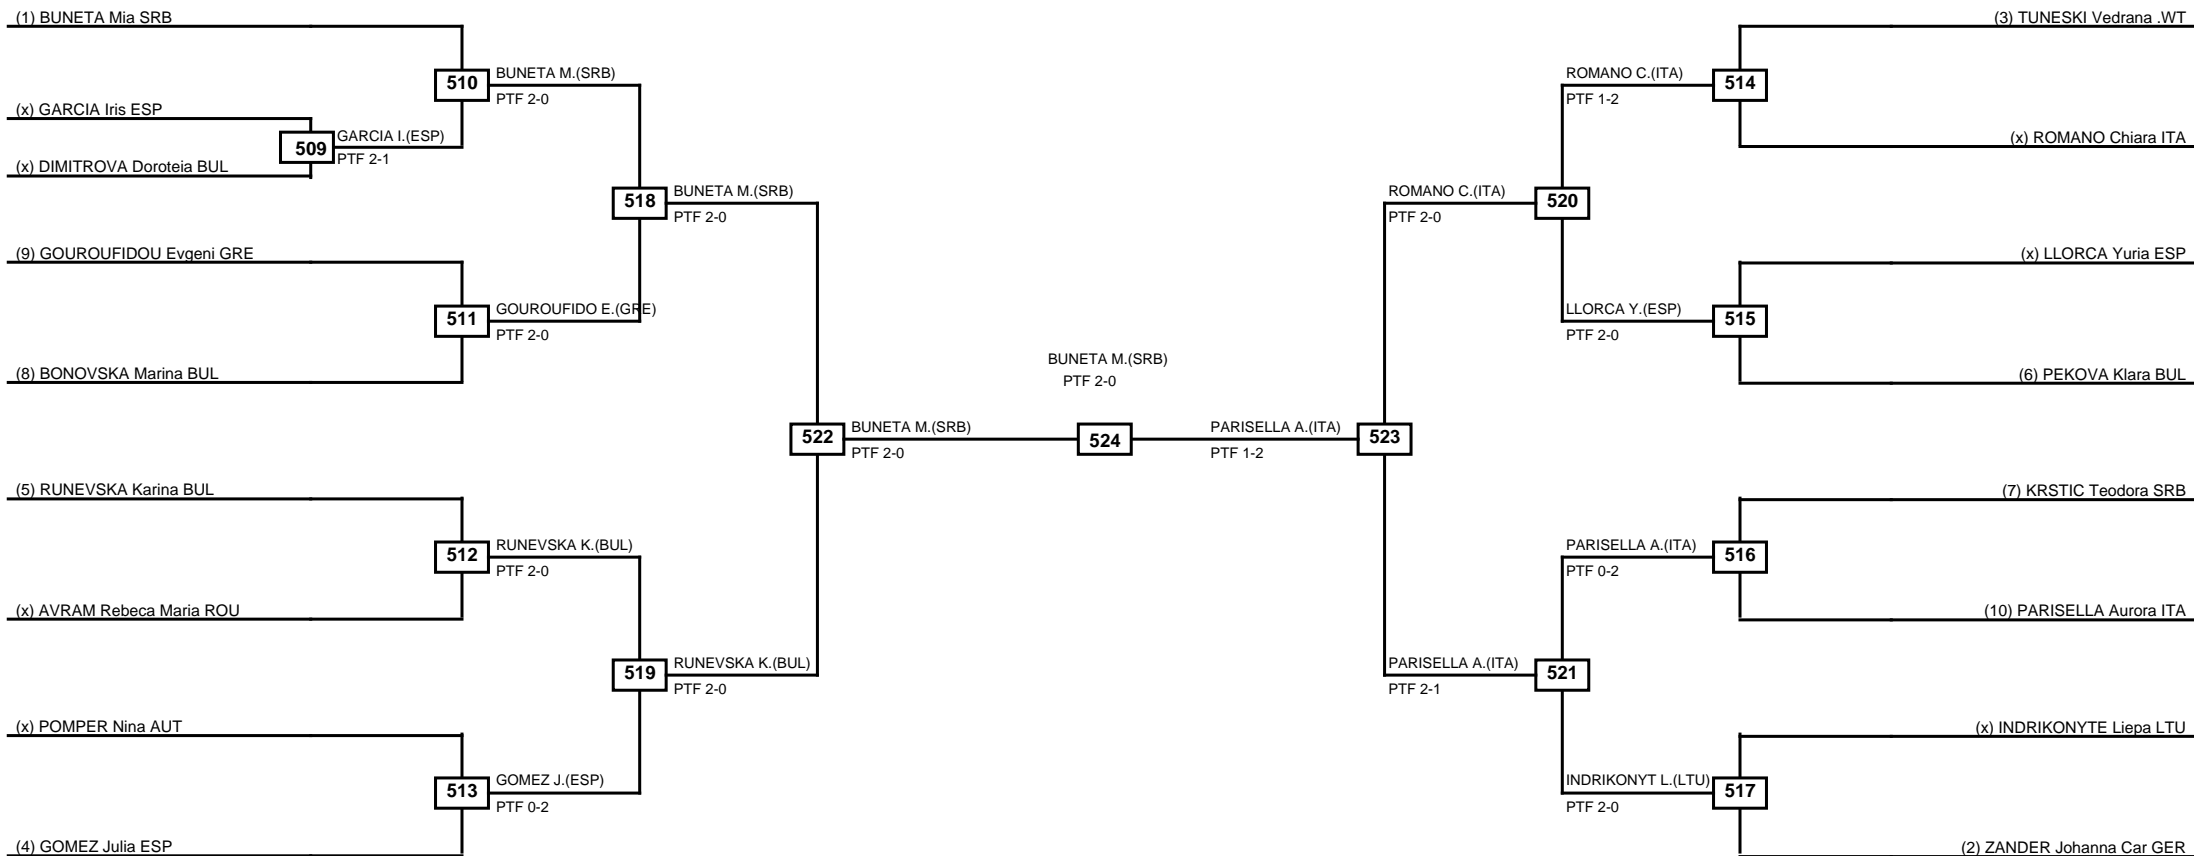 (1) BUNETA Mia SRB
(x) GARCIA Iris ESP
(x) DIMITROVA Doroteia BUL
(9) GOUROUFIDOU Evgeni GRE
(8) BONOVSKA Marina BUL
(5) RUNEVSKA Karina BUL
(x) AVRAM Rebeca Maria ROU
(x) POMPER Nina AUT
(4) GOMEZ Julia ESP
509
GARCIA I.(ESP)
PTF 2-1
510
BUNETA M.(SRB)
PTF 2-0
511
GOUROUFIDO E.(GRE)
PTF 2-0
512
RUNEVSKA K.(BUL)
PTF 2-0
513
GOMEZ J.(ESP)
PTF 0-2
518
BUNETA M.(SRB)
PTF 2-0
519
RUNEVSKA K.(BUL)
PTF 2-0
522
BUNETA M.(SRB)
PTF 2-0
BUNETA M.(SRB)
PTF 2-0
524
PARISELLA A.(ITA)
PTF 1-2
523
ROMANO C.(ITA)
PTF 2-0
520
PARISELLA A.(ITA)
PTF 2-1
521
ROMANO C.(ITA)
PTF 1-2
514
LLORCA Y.(ESP)
PTF 2-0
515
PARISELLA A.(ITA)
PTF 0-2
516
INDRIKONYT L.(LTU)
PTF 2-0
517
(3) TUNESKI Vedrana .WT
(x) ROMANO Chiara ITA
(x) LLORCA Yuria ESP
(6) PEKOVA Klara BUL
(7) KRSTIC Teodora SRB
(10) PARISELLA Aurora ITA
(x) INDRIKONYTE Liepa LTU
(2) ZANDER Johanna Car GER